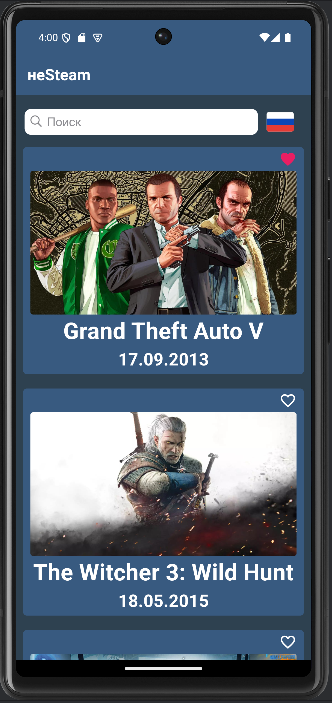 4:00
неSteam
Поиск
Grand Theft Auto V
17.09.2013
The Witcher 3: Wild Hunt
18.05.2015